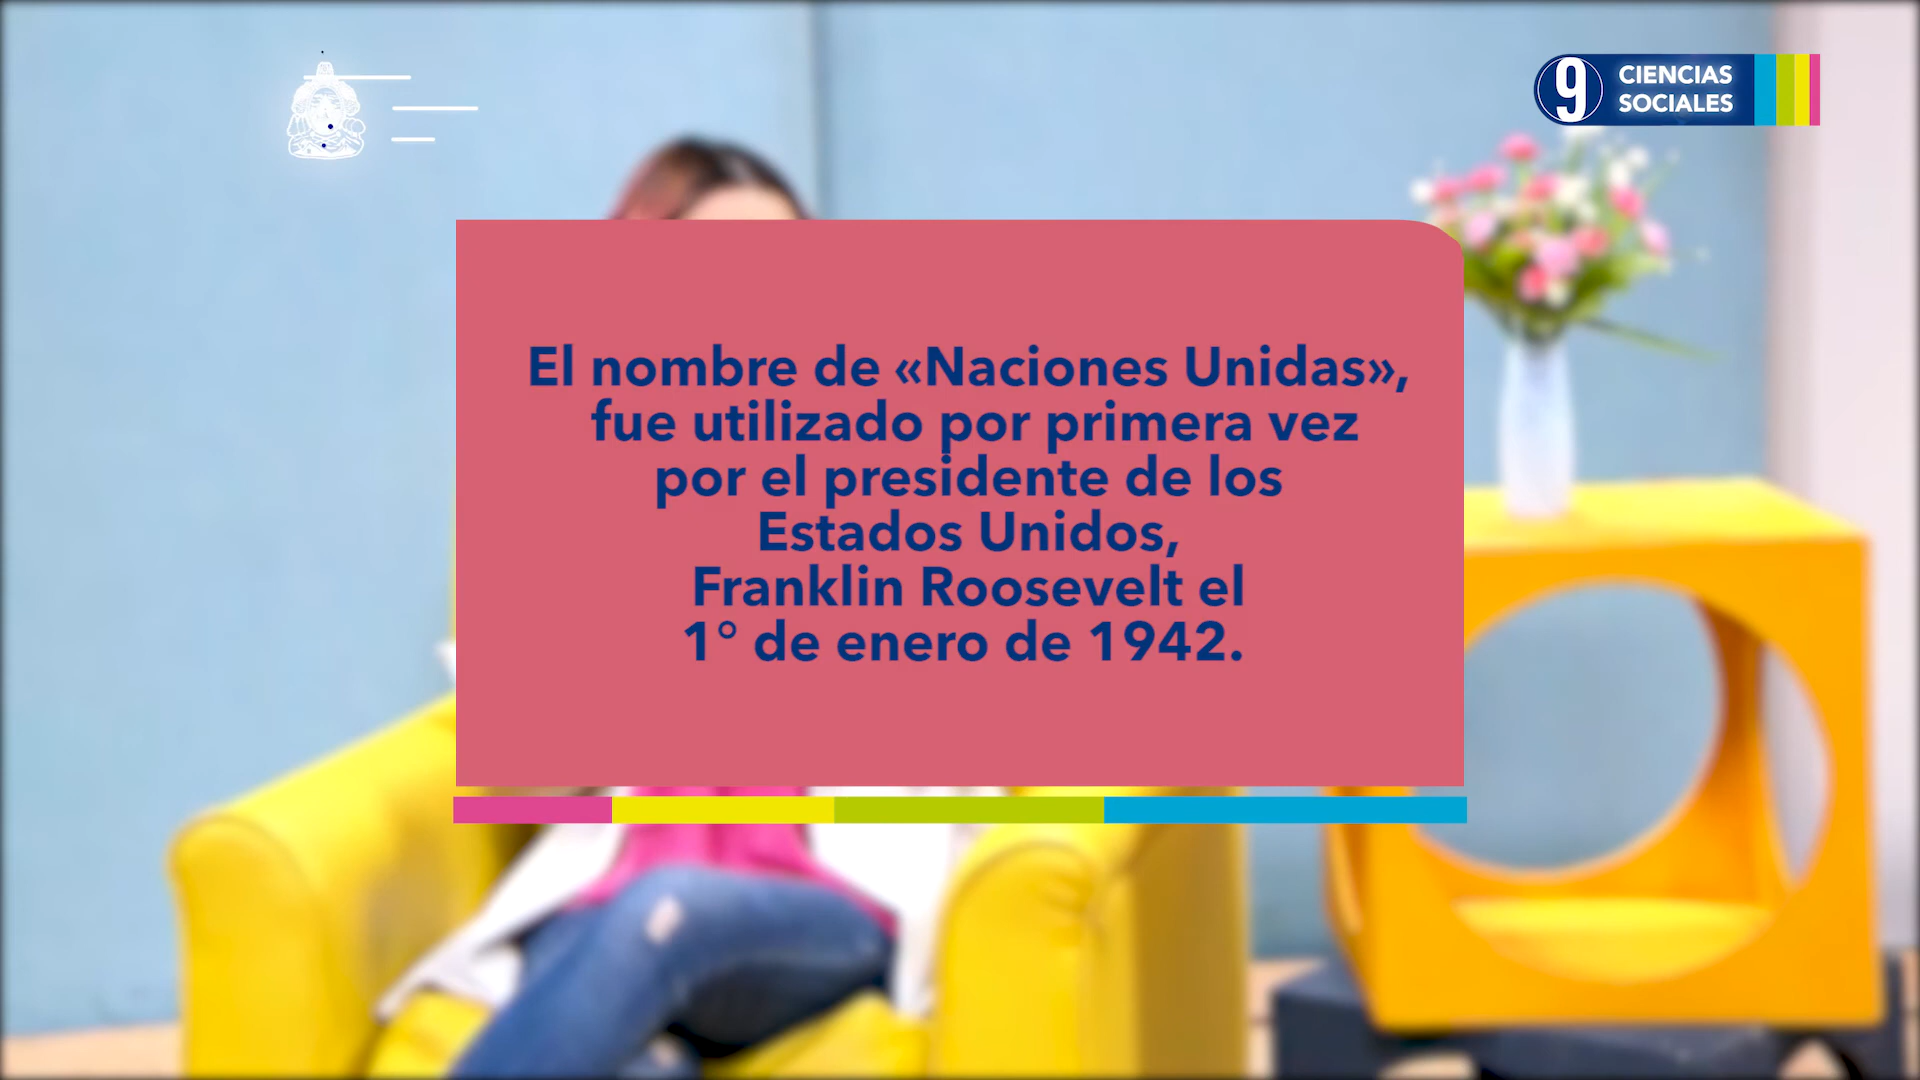 9 CIENCIAS
SOCIALES
El nombre de «Naciones Unidas»,
fue utilizado por primera vez
por el presidente de los
Estados Unidos,
Franklin Roosevelt el
1° de enero de 1942.